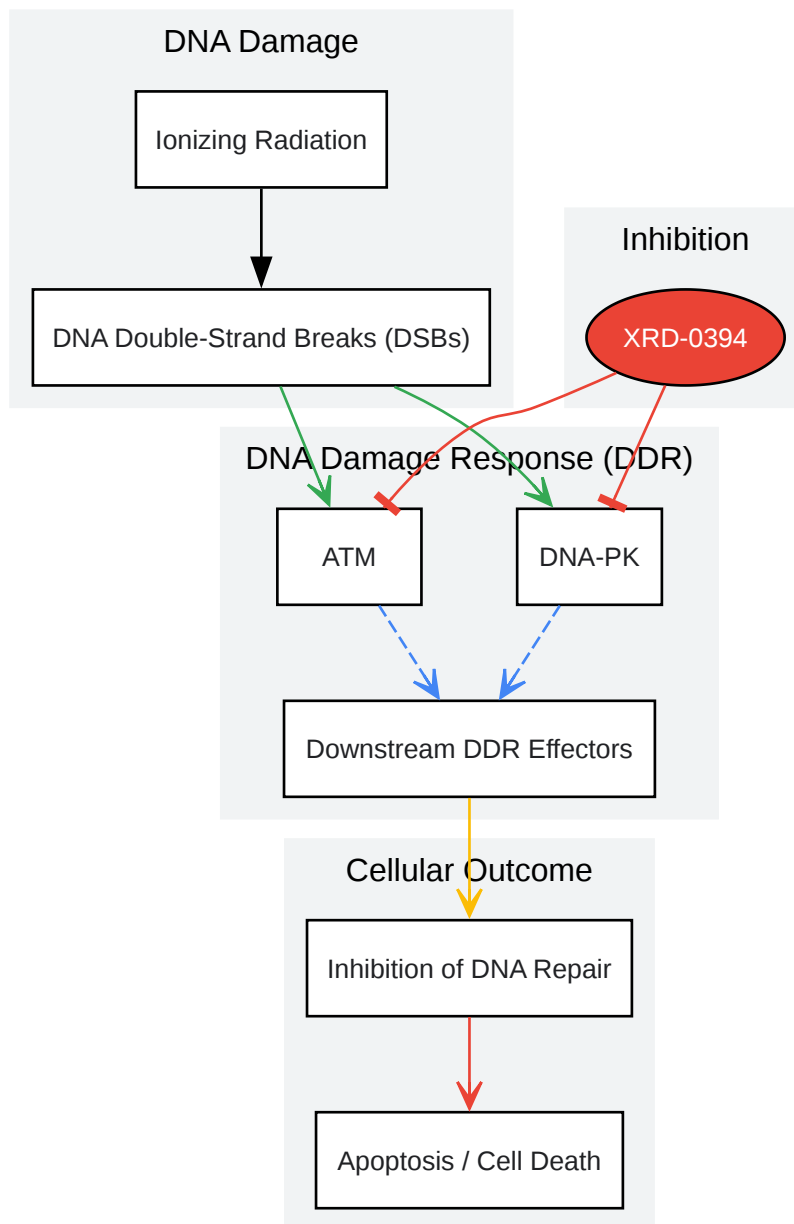 DNA Damage
Ionizing Radiation
Inhibition
DNA Double-Strand Breaks (DSBs)
XRD-0394
DNA Damage Response (DDR)
ATM
DNA-PK
Downstream DDR Effectors
Cellular Outcome
Inhibition of DNA Repair
Apoptosis / Cell Death